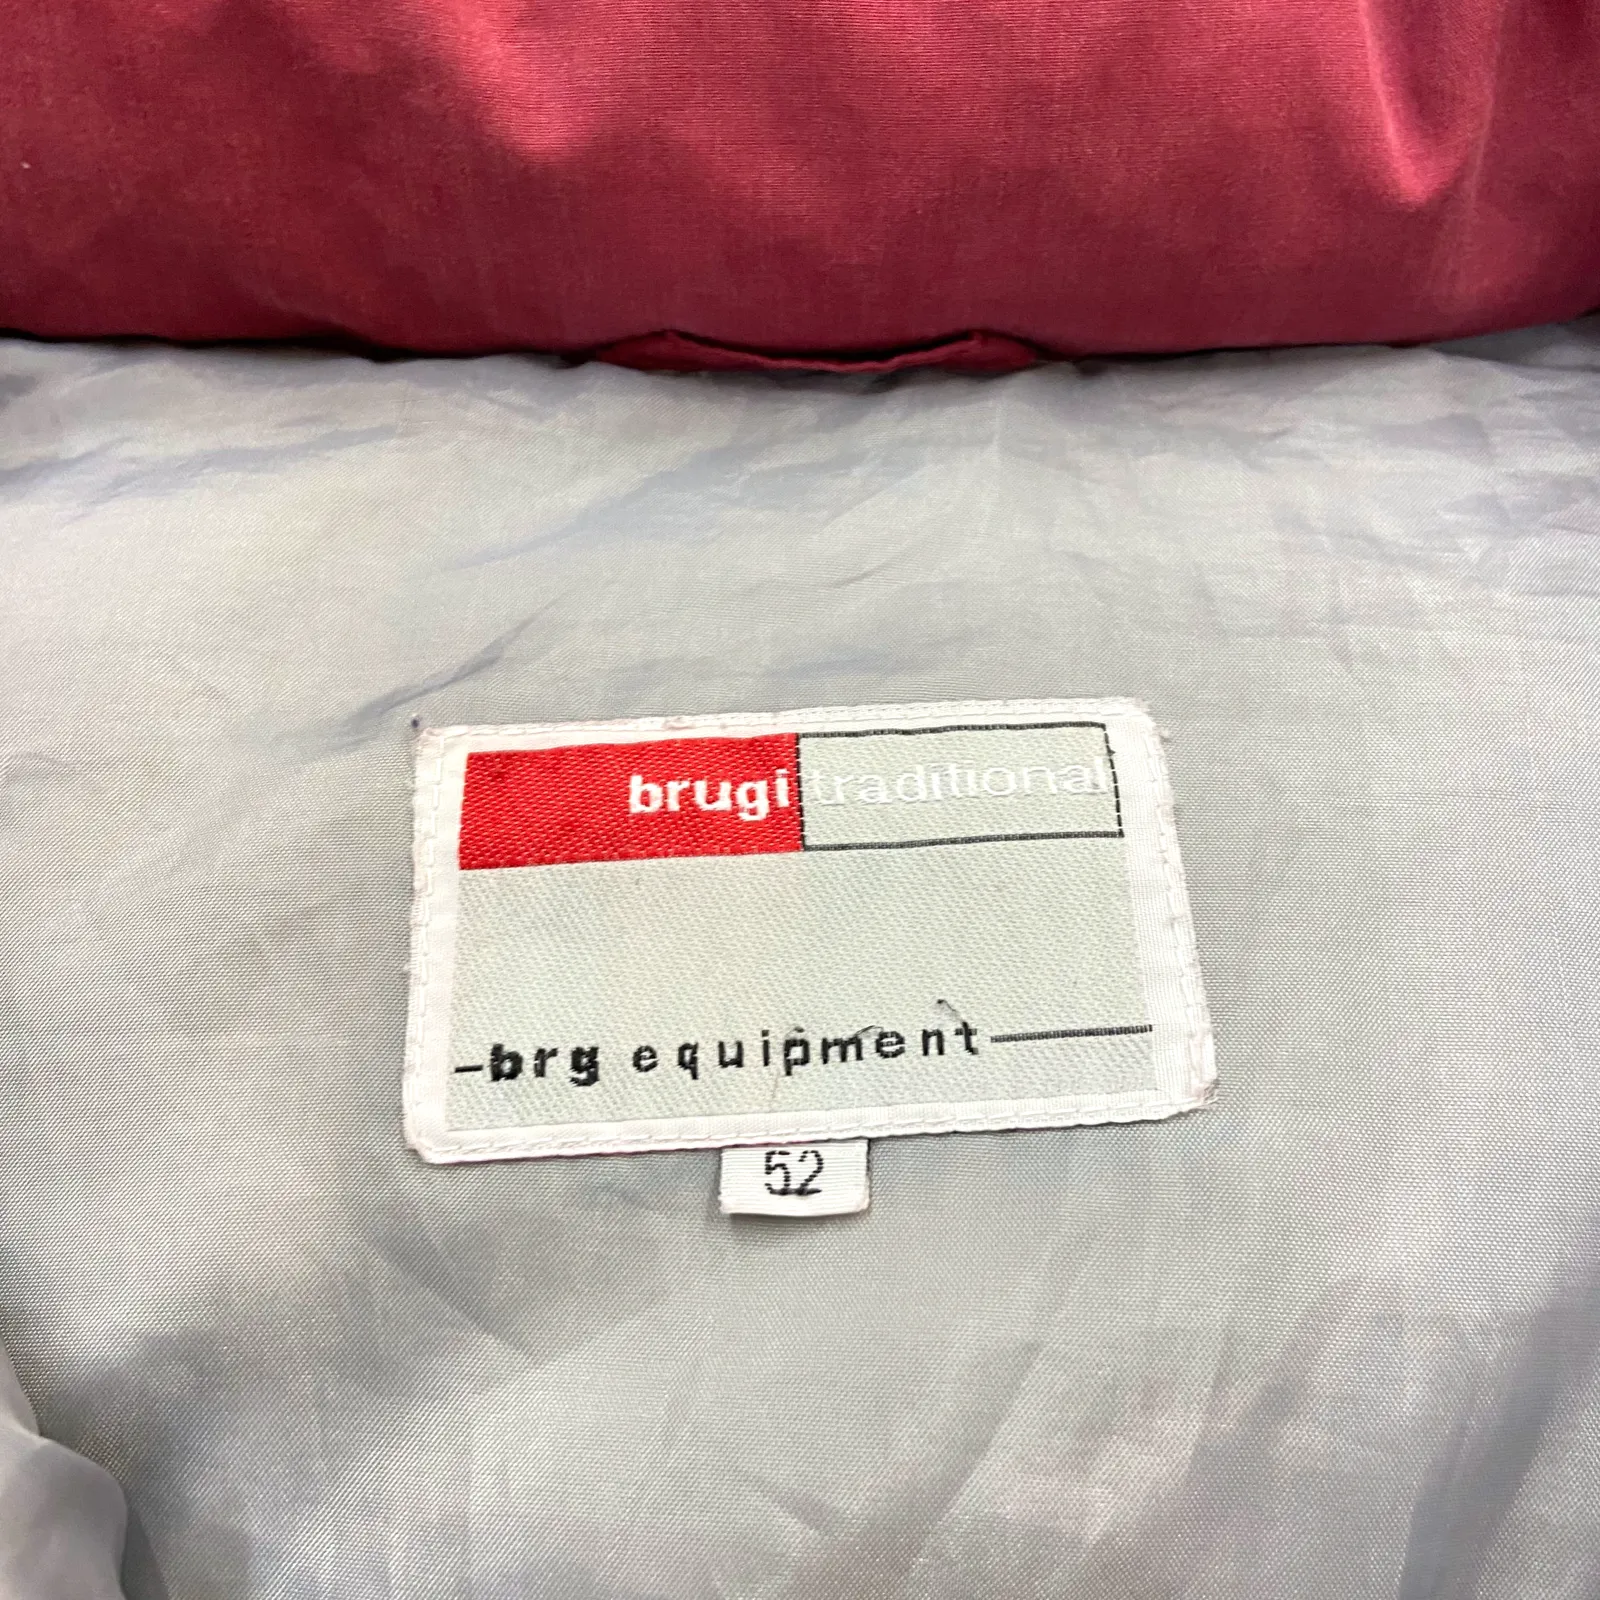 brugi traditional
brg equipment
52